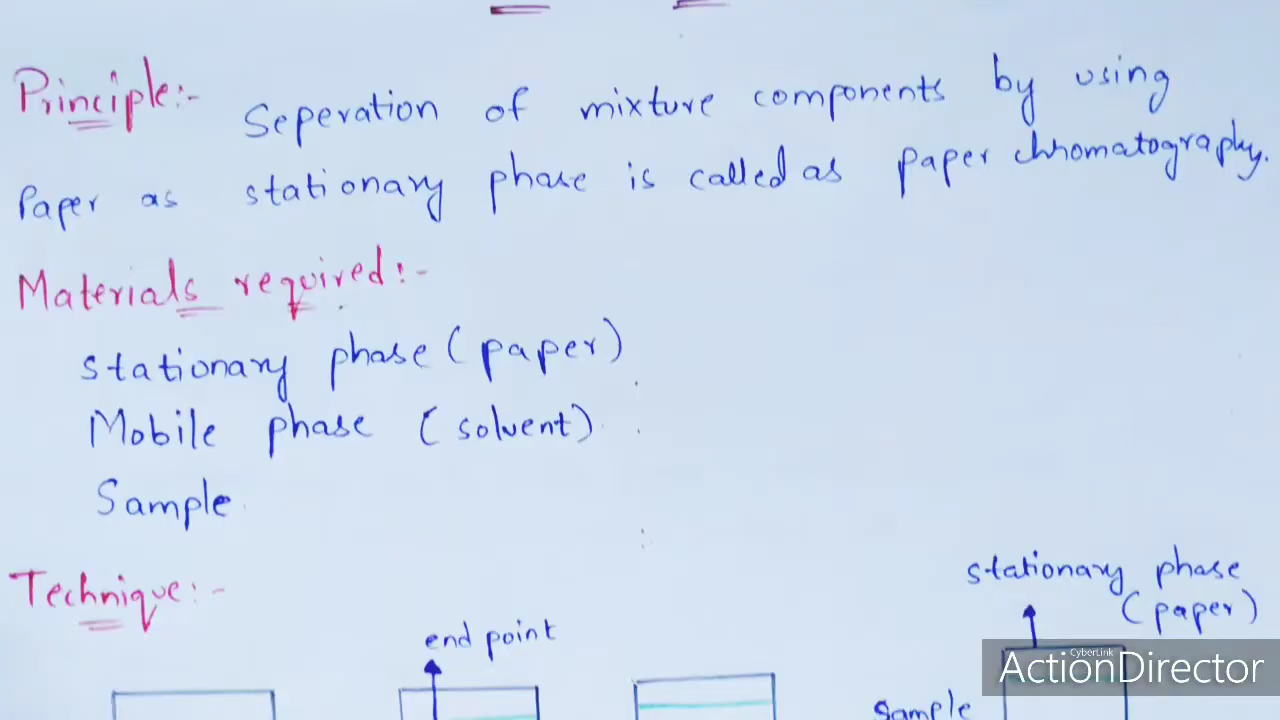 Principle:-
Seperation of mixture components by using
Paper as stationary phase is called as paper chromatography.
Materials required:-
stationary phase (paper)
Mobile phase (solvent)
Sample
Technique:-
end point
stationary phase
(paper)
sample
CyberLink
ActionDirector